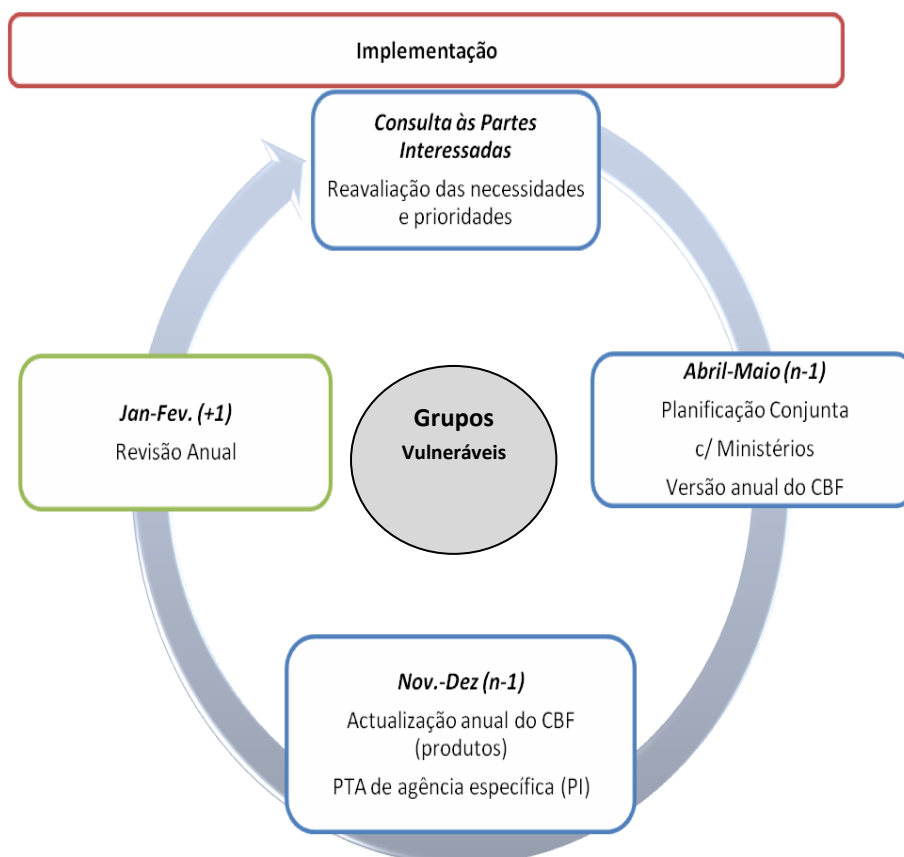 Implementação
Consulta às Partes
Interessadas
Reavaliação das necessidades
e prioridades
Abril-Maio (n-1)
Planificação Conjunta
c/ Ministérios
Versão anual do CBF
Jan-Fev. (+1)
Revisão Anual
Grupos
Vulneráveis
Nov.-Dez (n-1)
Actualização anual do CBF
(produtos)
PTA de agência específica (PI)